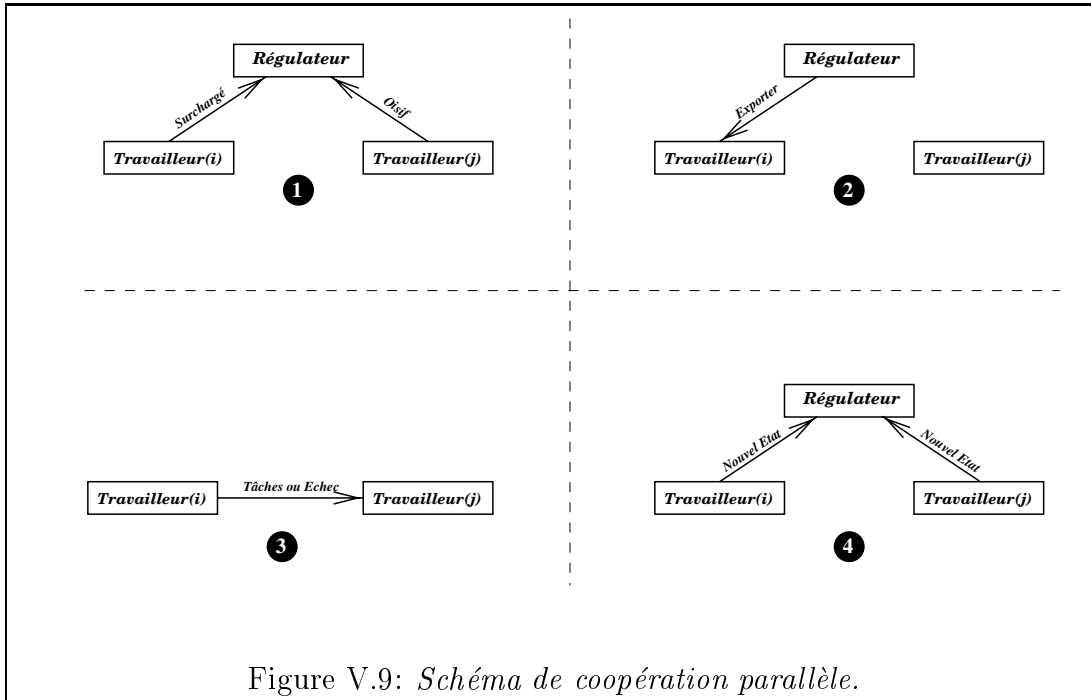 Régulateur
Surchargé
Oisif
Travailleur(i)
Travailleur(j)
1
Régulateur
Exporter
Travailleur(i)
Travailleur(j)
2
Travailleur(i)
Tâches ou Echec
Travailleur(j)
3
Régulateur
Nouvel Etat
Nouvel Etat
Travailleur(i)
Travailleur(j)
4
Figure V.9: Schéma de coopération parallèle.